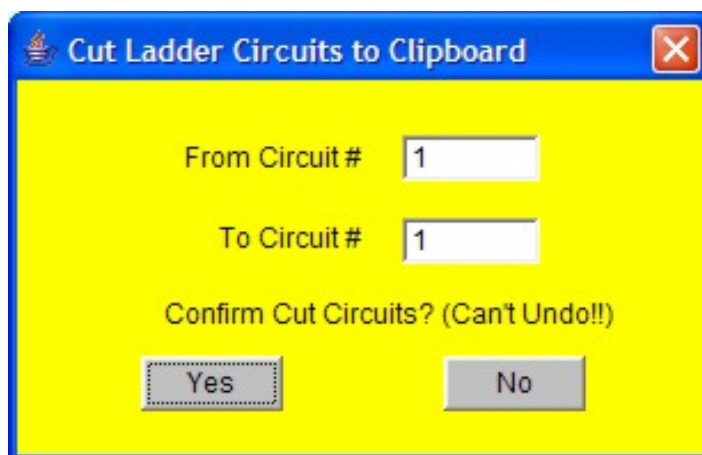 Cut Ladder Circuits to Clipboard
From Circuit # 1
To Circuit # 1
Confirm Cut Circuits? (Can't Undo!!)
Yes No